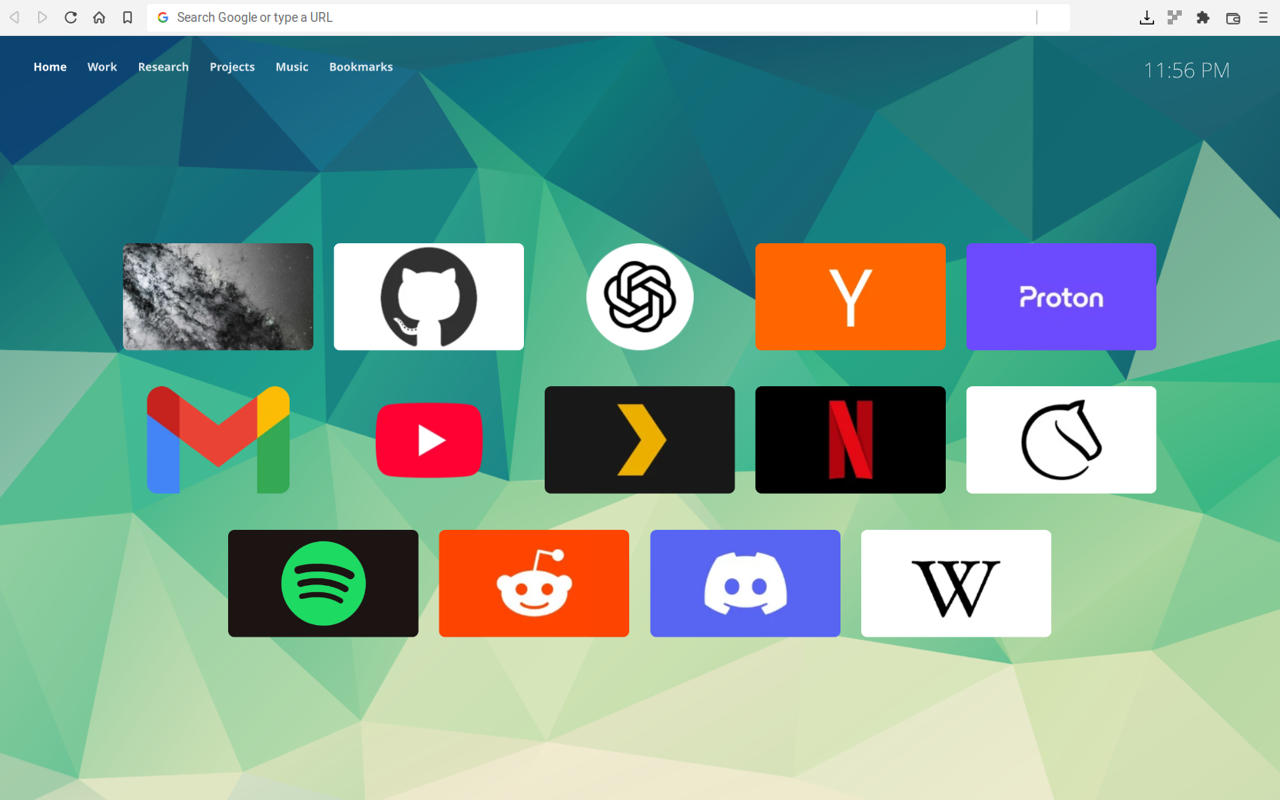 Search Google or type a URL
Home Work Research Projects Music Bookmarks
11:56 PM
Y
Proton
N
W